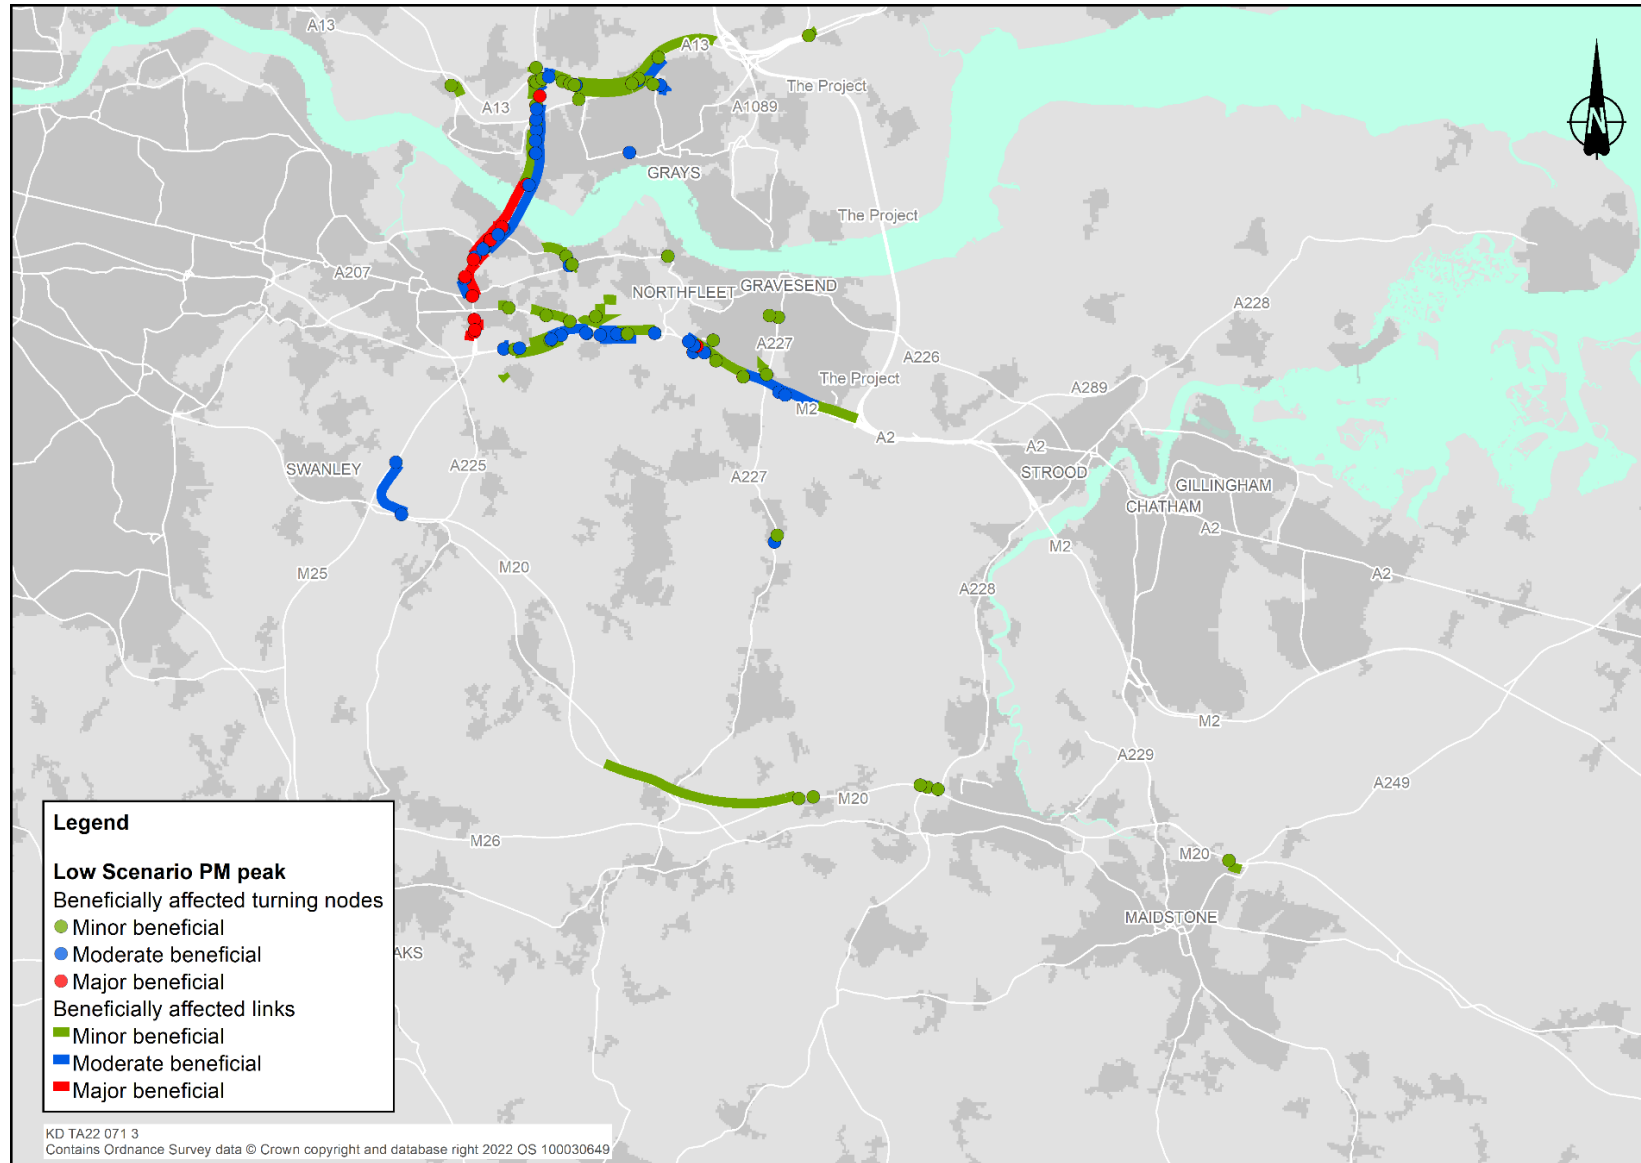 A13
A13
The Project
A13
A1089
GRAYS
The Project
A207
NORTHFLEET
GRAVESEND
A228
A227
A226
The Project
A289
M2
A2
A2
SWANLEY
A225
A227
STROOD
GILLINGHAM
CHATHAM
A2
M2
M25
M20
A2
A228
M2
A229
A249
M20
M26
M20
MAIDSTONE
AKS
Legend
Low Scenario PM peak
Beneficially affected turning nodes
Minor beneficial
Moderate beneficial
Major beneficial
Beneficially affected links
Minor beneficial
Moderate beneficial
Major beneficial
KD TA22 071 3
Contains Ordnance Survey data © Crown copyright and database right 2022 OS 100030649
N